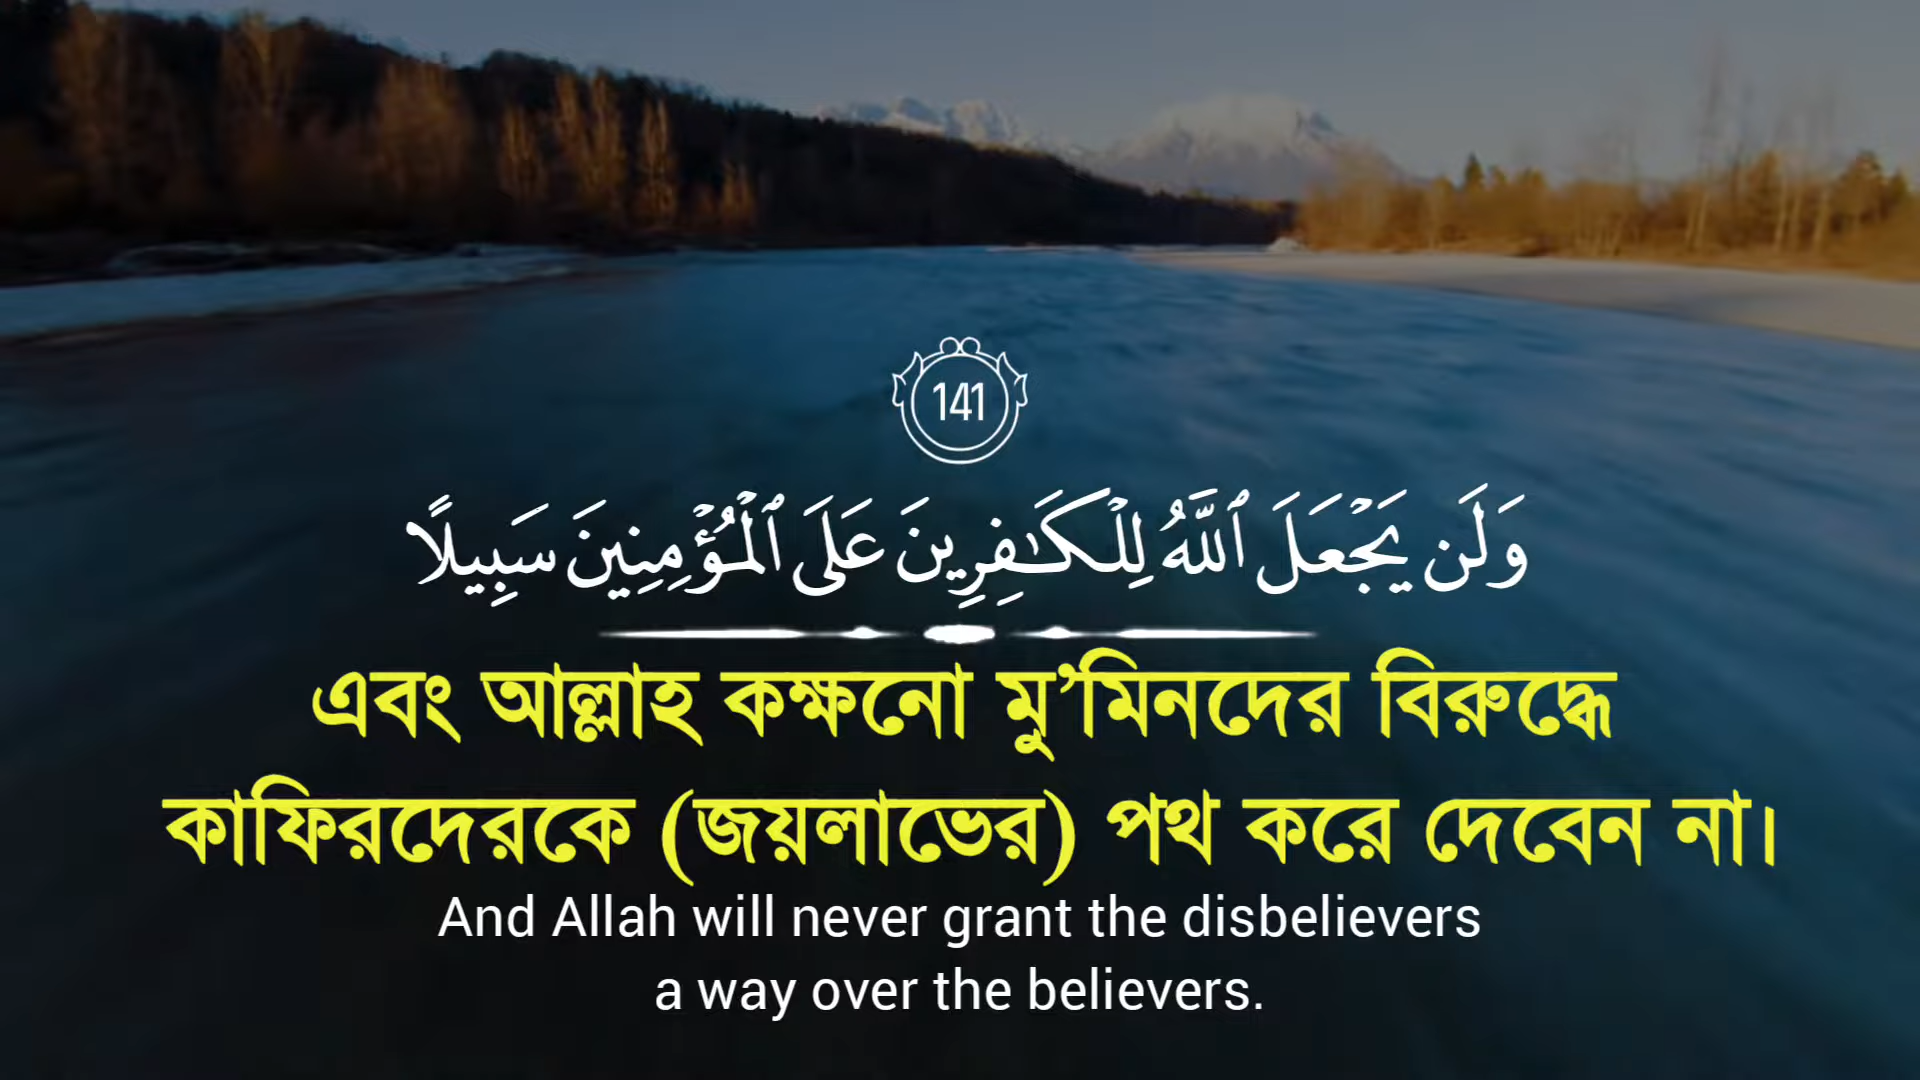 141
وَلَن يَجْعَلَ ٱللَّهُ لِلْكَـٰفِرِينَ عَلَى ٱلْمُؤْمِنِينَ سَبِيلًا
এবং আল্লাহ কক্ষনো মু’মিনদের বিরুদ্ধে
কাফিরদেরকে (জয়লাভের) পথ করে দেবেন না।
And Allah will never grant the disbelievers
a way over the believers.